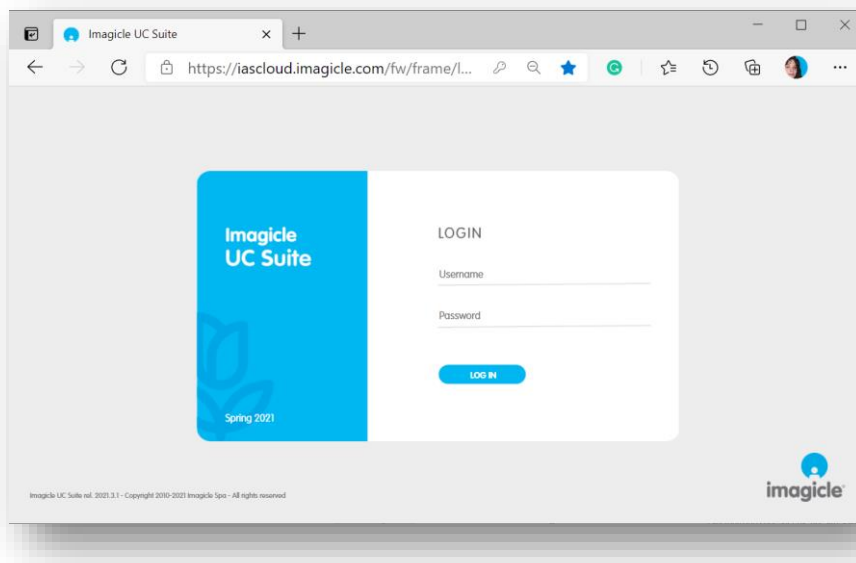 Imagicle UC Suite
https://iascloud.imagicle.com/fw/frame/l...
Imagicle
UC Suite
Spring 2021
LOGIN
Username
Password
LOG IN
Imagicle UC Suite rel. 2021.3.1 - Copyright 2010-2021 Imagicle Spa - All rights reserved
imagicle